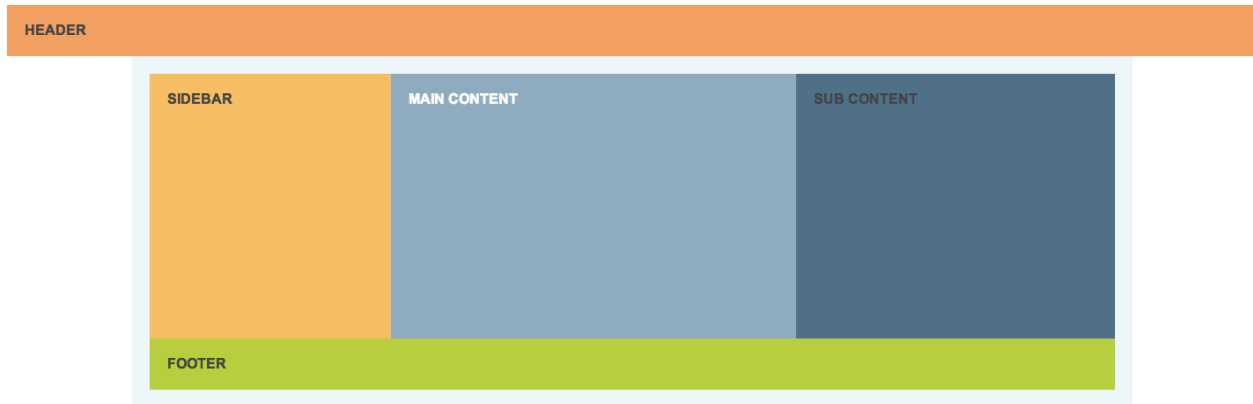 HEADER
SIDEBAR
MAIN CONTENT
SUB CONTENT
FOOTER